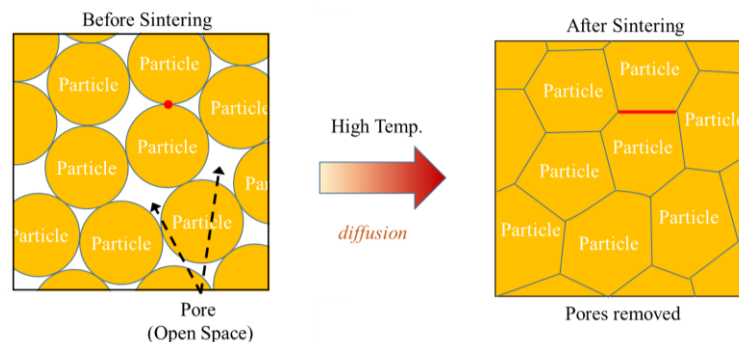 Before Sintering
Particle
Particle
Particle
Particle
Particle
Particle
Particle
Particle
Particle
Pore
(Open Space)
High Temp.
diffusion
After Sintering
Particle
Particle
Particle
Particle
Particle
Particle
Particle
Particle
Pores removed